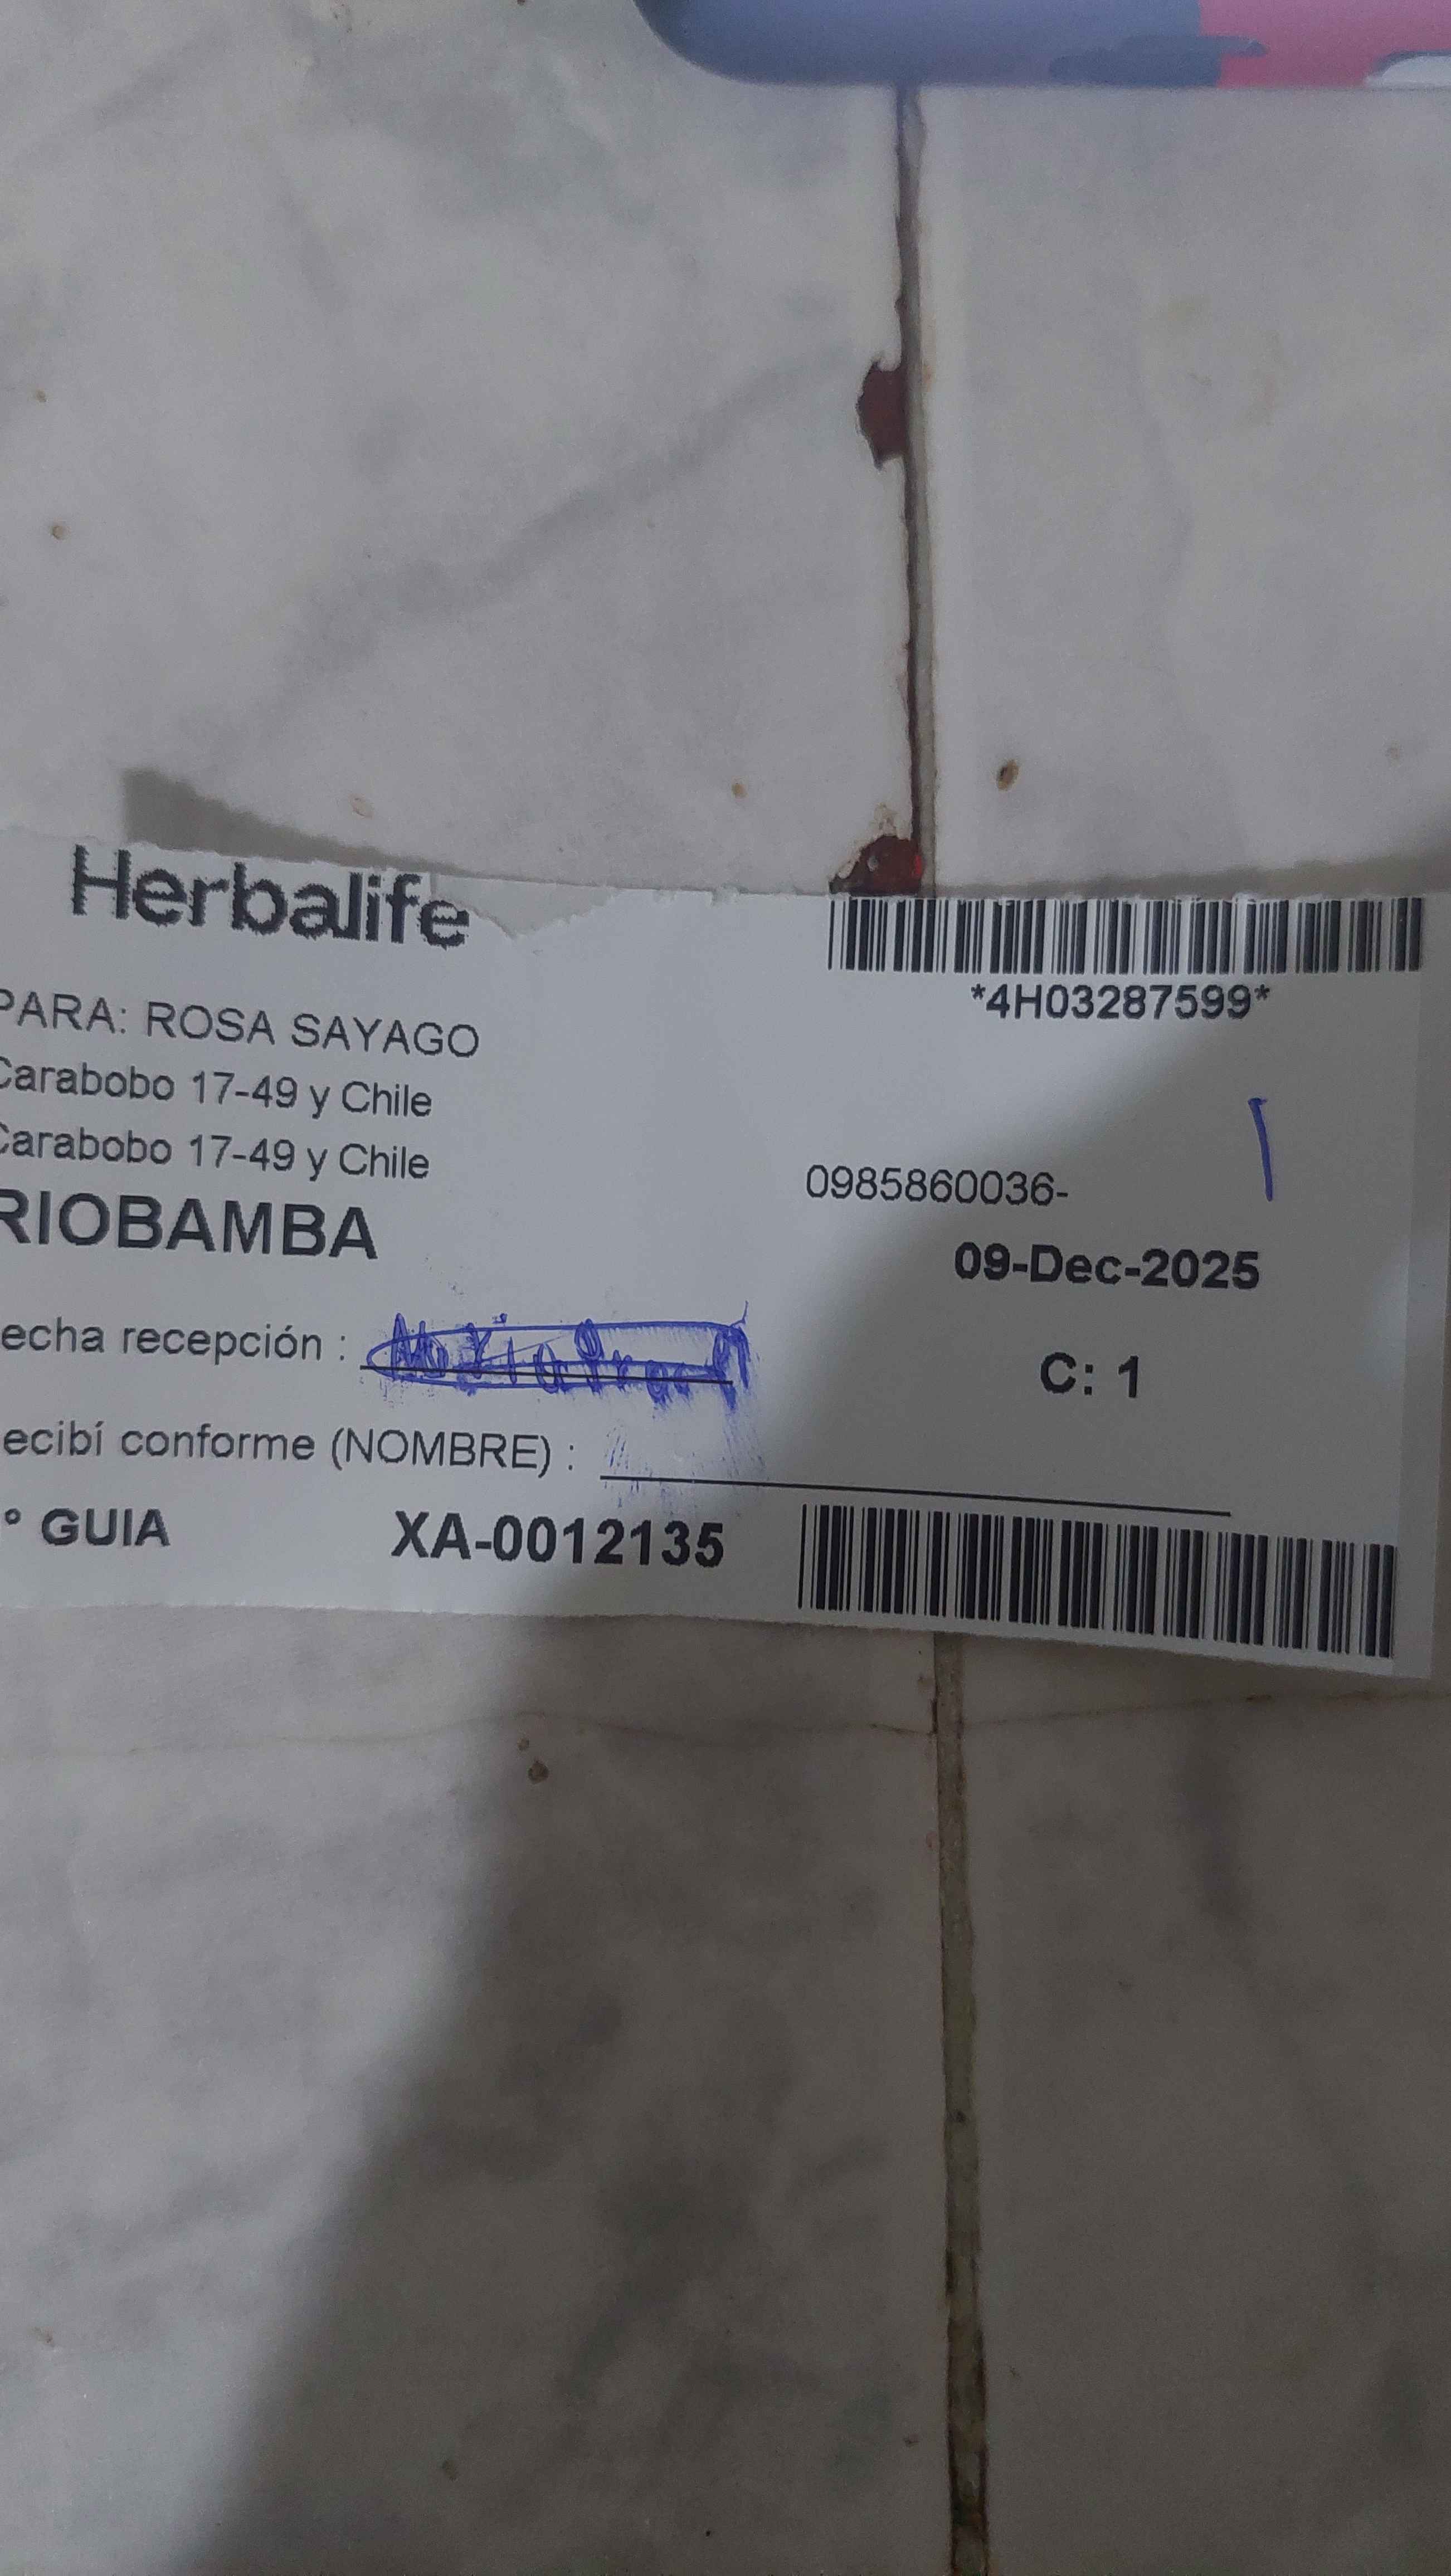 Herbalife
*4H03287599*
PARA: ROSA SAYAGO
Carabobo 17-49 y Chile
Carabobo 17-49 y Chile
0985860036-
RIOBAMBA
09-Dec-2025
echa recepción :
C: 1
ecibí conforme (NOMBRE) :
° GUIA XA-0012135